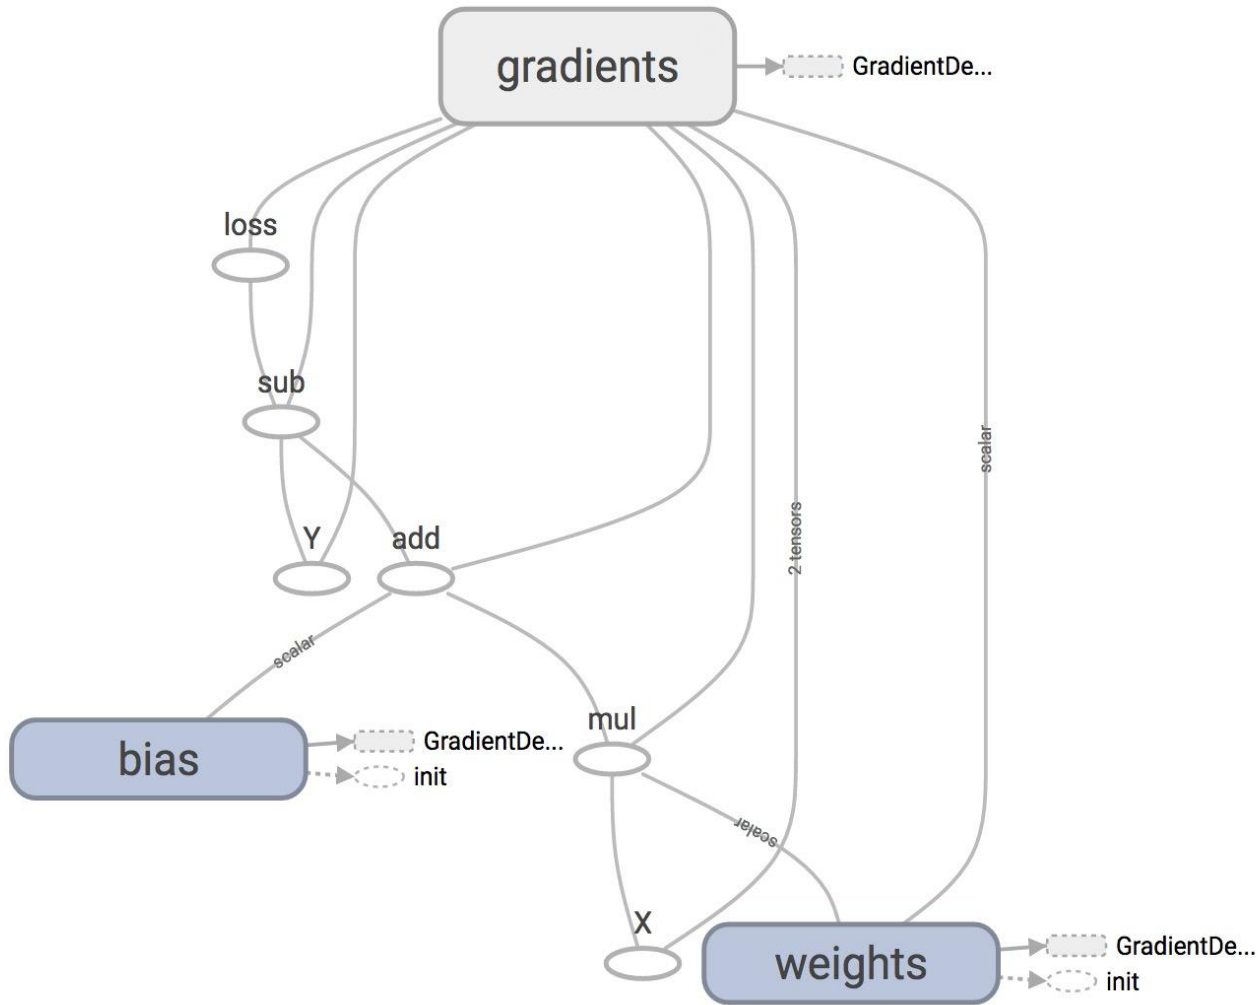 gradients
GradientDe...
loss
sub
scalar
2 tensors
Y
add
scalar
mul
bias
GradientDe...
init
scalar
X
weights
GradientDe...
init